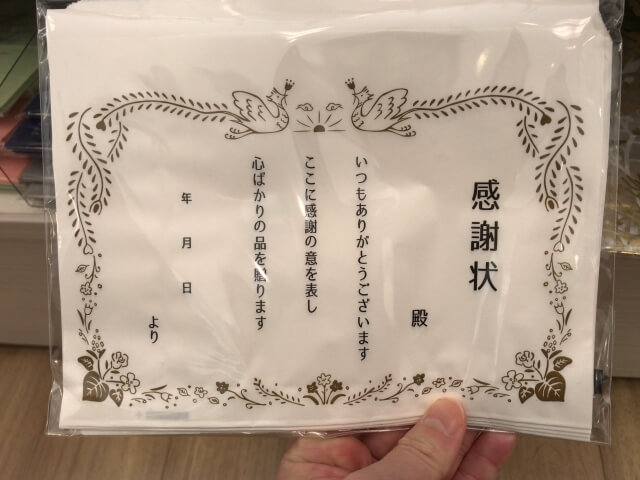 感謝状
殿
いつもありがとうございます
ここに感謝の意を表し
心ばかりの品を贈ります
年月日
より